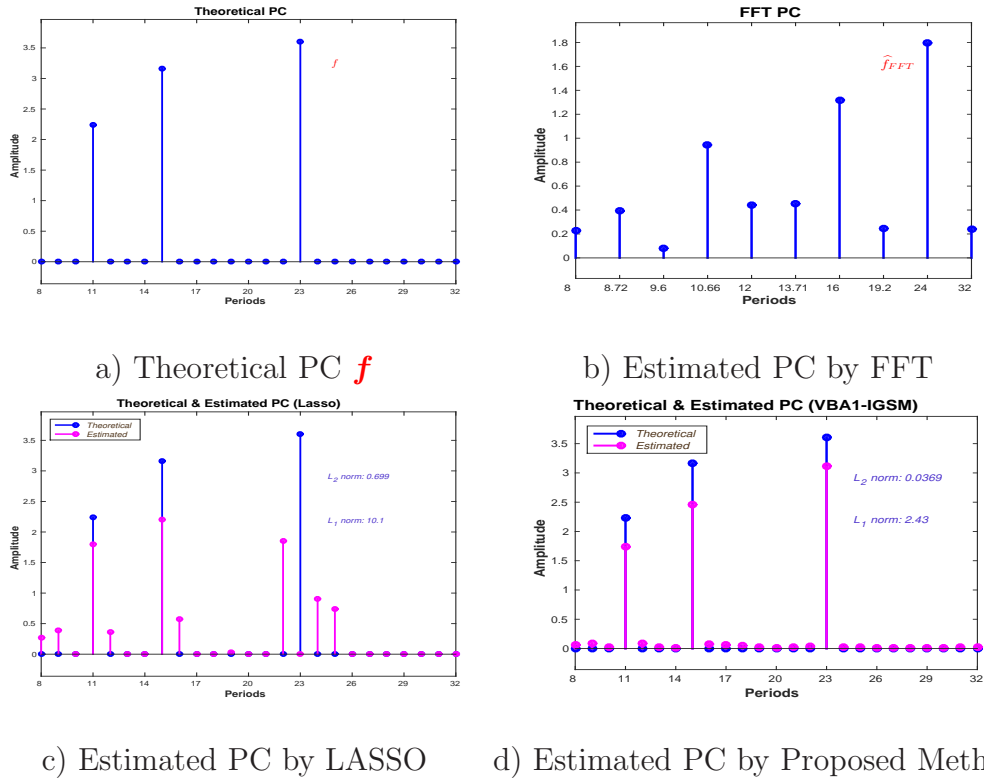 Theoretical PC
f
Amplitude
3.5
3
2.5
2
1.5
1
0.5
0
8 11 14 17 20 23 26 29 32
Periods
a) Theoretical PC f
FFT PC
f̂FFT
Amplitude
1.8
1.6
1.4
1.2
1
0.8
0.6
0.4
0.2
0
8 8.72 9.6 10.66 12 13.71 16 19.2 24 32
Periods
b) Estimated PC by FFT
Theoretical & Estimated PC (Lasso)
Theoretical
Estimated
L2 norm: 0.699
L1 norm: 10.1
Amplitude
3.5
3
2.5
2
1.5
1
0.5
0
8 11 14 17 20 23 26 29 32
Periods
c) Estimated PC by LASSO
Theoretical & Estimated PC (VBA1-IGSM)
Theoretical
Estimated
L2 norm: 0.0369
L1 norm: 2.43
Amplitude
3.5
3
2.5
2
1.5
1
0.5
0
8 11 14 17 20 23 26 29 32
Periods
d) Estimated PC by Proposed Meth